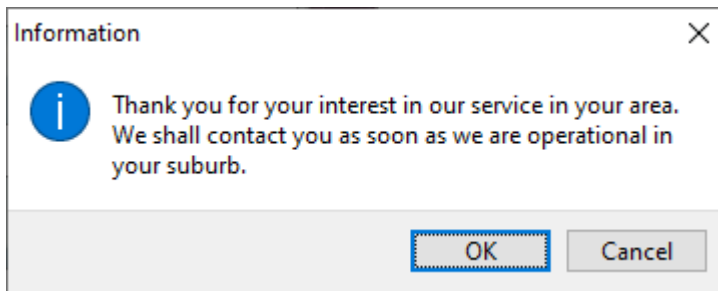 Information
Thank you for your interest in our service in your area.
We shall contact you as soon as we are operational in
your suburb.
OK
Cancel